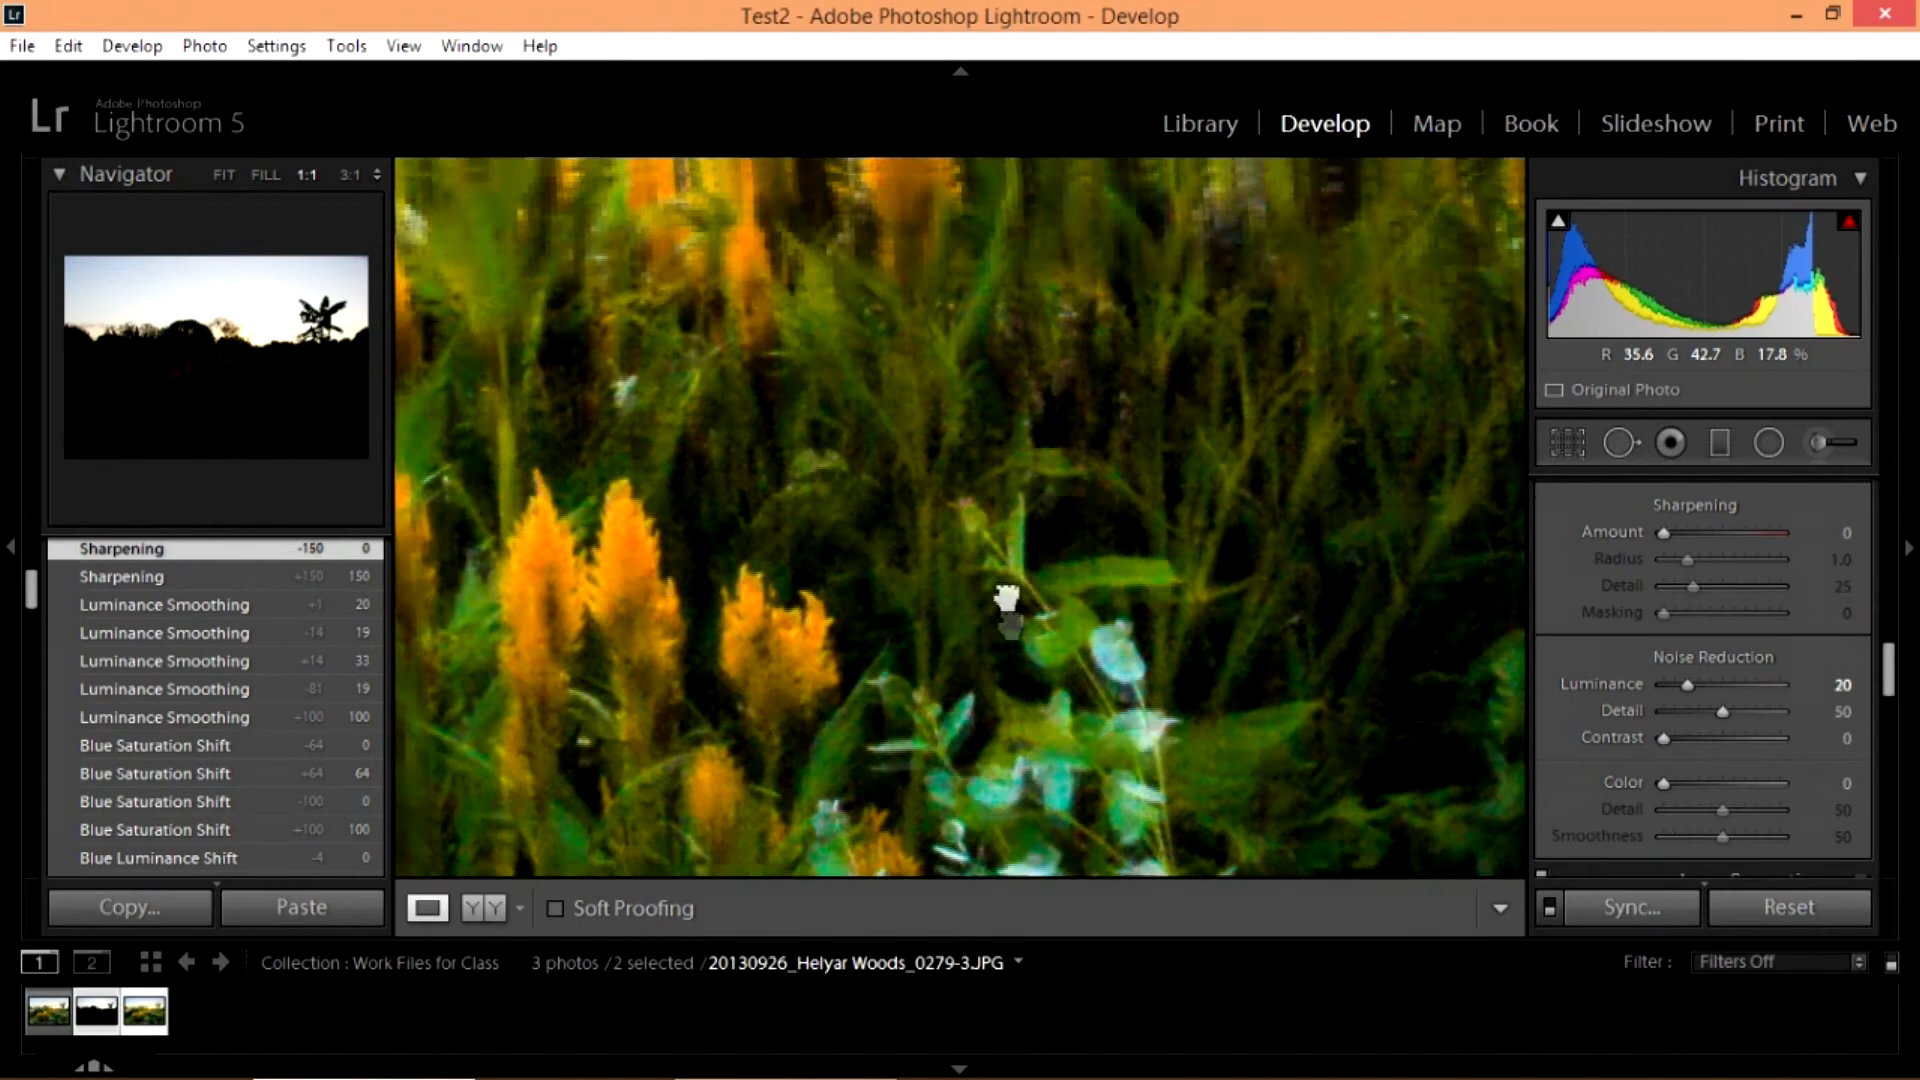 Lr
Test2 - Adobe Photoshop Lightroom - Develop
File Edit Develop Photo Settings Tools View Window Help
Lr Adobe Photoshop
Lightroom 5
Library Develop Map Book Slideshow Print Web
Navigator FIT FILL 1:1 3:1
Histogram
R 35.6 G 42.7 B 17.8 %
Original Photo
Sharpening
Amount 0
Radius 1.0
Detail 25
Masking 0
Noise Reduction
Luminance 20
Detail 50
Contrast 0
Color 0
Detail 50
Smoothness 50
Sharpening -150 0
Sharpening +150 150
Luminance Smoothing +1 20
Luminance Smoothing -14 19
Luminance Smoothing +14 33
Luminance Smoothing -81 19
Luminance Smoothing +100 100
Blue Saturation Shift -64 0
Blue Saturation Shift +64 64
Blue Saturation Shift -100 0
Blue Saturation Shift +100 100
Blue Luminance Shift -4 0
Copy... Paste
Y Y Soft Proofing
Sync... Reset
1 2 Collection : Work Files for Class 3 photos /2 selected /20130926_Helyar Woods_0279-3.JPG Filter : Filters Off